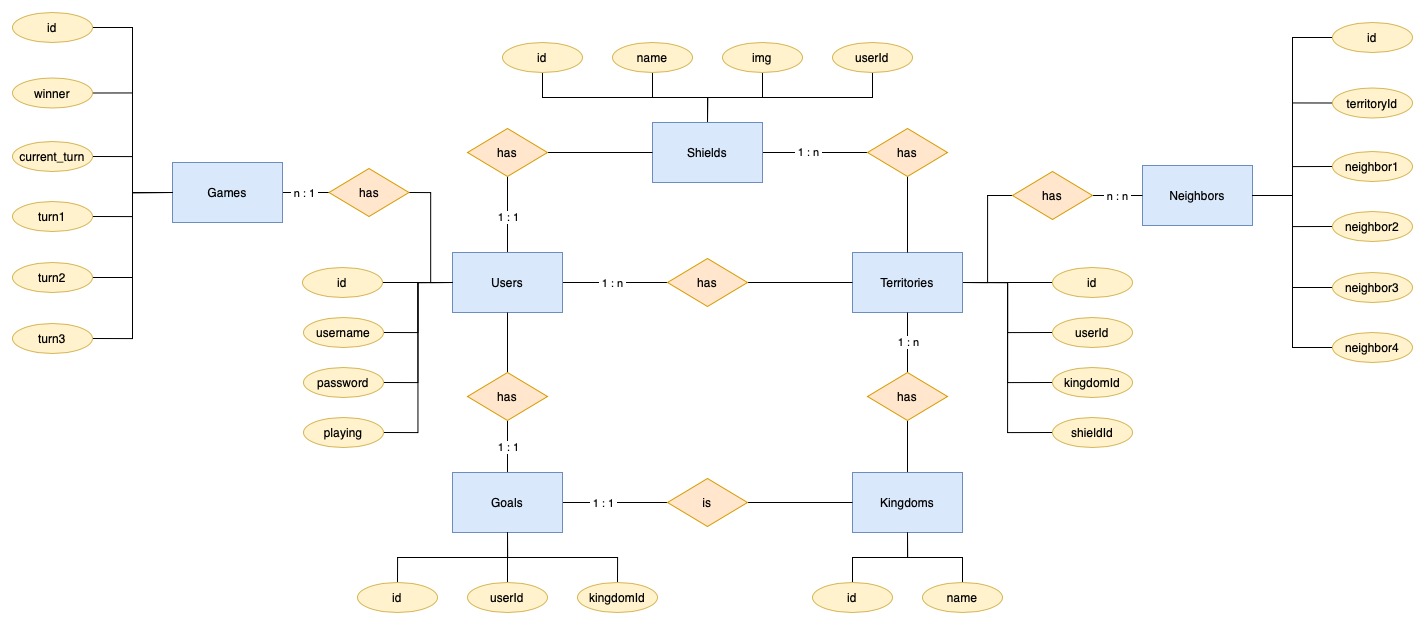 id
winner
current_turn
turn1
turn2
turn3
Games
n : 1
has
id
name
img
userId
Shields
has
1 : n
has
1 : 1
Users
1 : n
has
Territories
id
username
password
playing
id
userId
kingdomId
shieldId
has
n : n
Neighbors
id
territoryId
neighbor1
neighbor2
neighbor3
neighbor4
has
1 : 1
1 : n
has
Goals
1 : 1
is
Kingdoms
id
userId
kingdomId
id
name